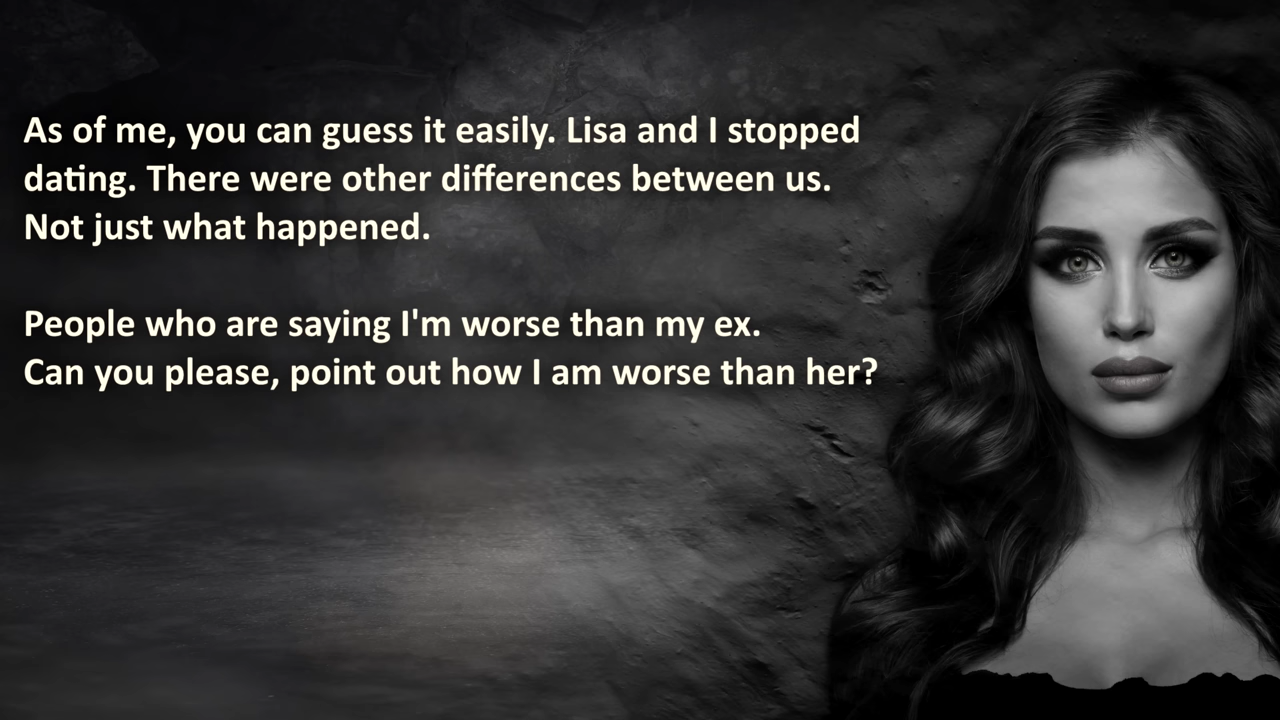 As of me, you can guess it easily. Lisa and I stopped
dating. There were other differences between us.
Not just what happened.
People who are saying I'm worse than my ex.
Can you please, point out how I am worse than her?